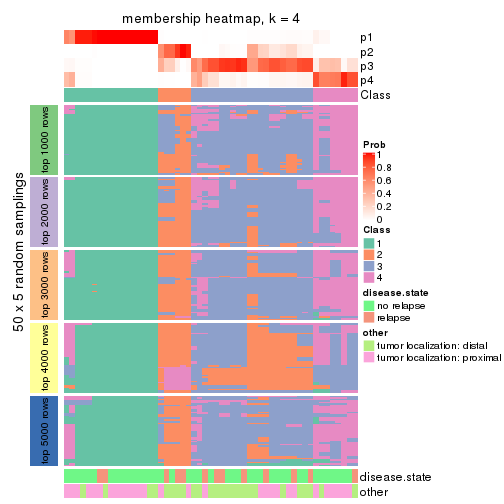 membership heatmap, k = 4
p1
p2
p3
p4
Class
50 x 5 random samplings
top 1000 rows
top 2000 rows
top 3000 rows
top 4000 rows
top 5000 rows
disease.state
other
Prob
1
0.8
0.6
0.4
0.2
0
Class
1
2
3
4
disease.state
no relapse
relapse
other
tumor localization: distal
tumor localization: proximal